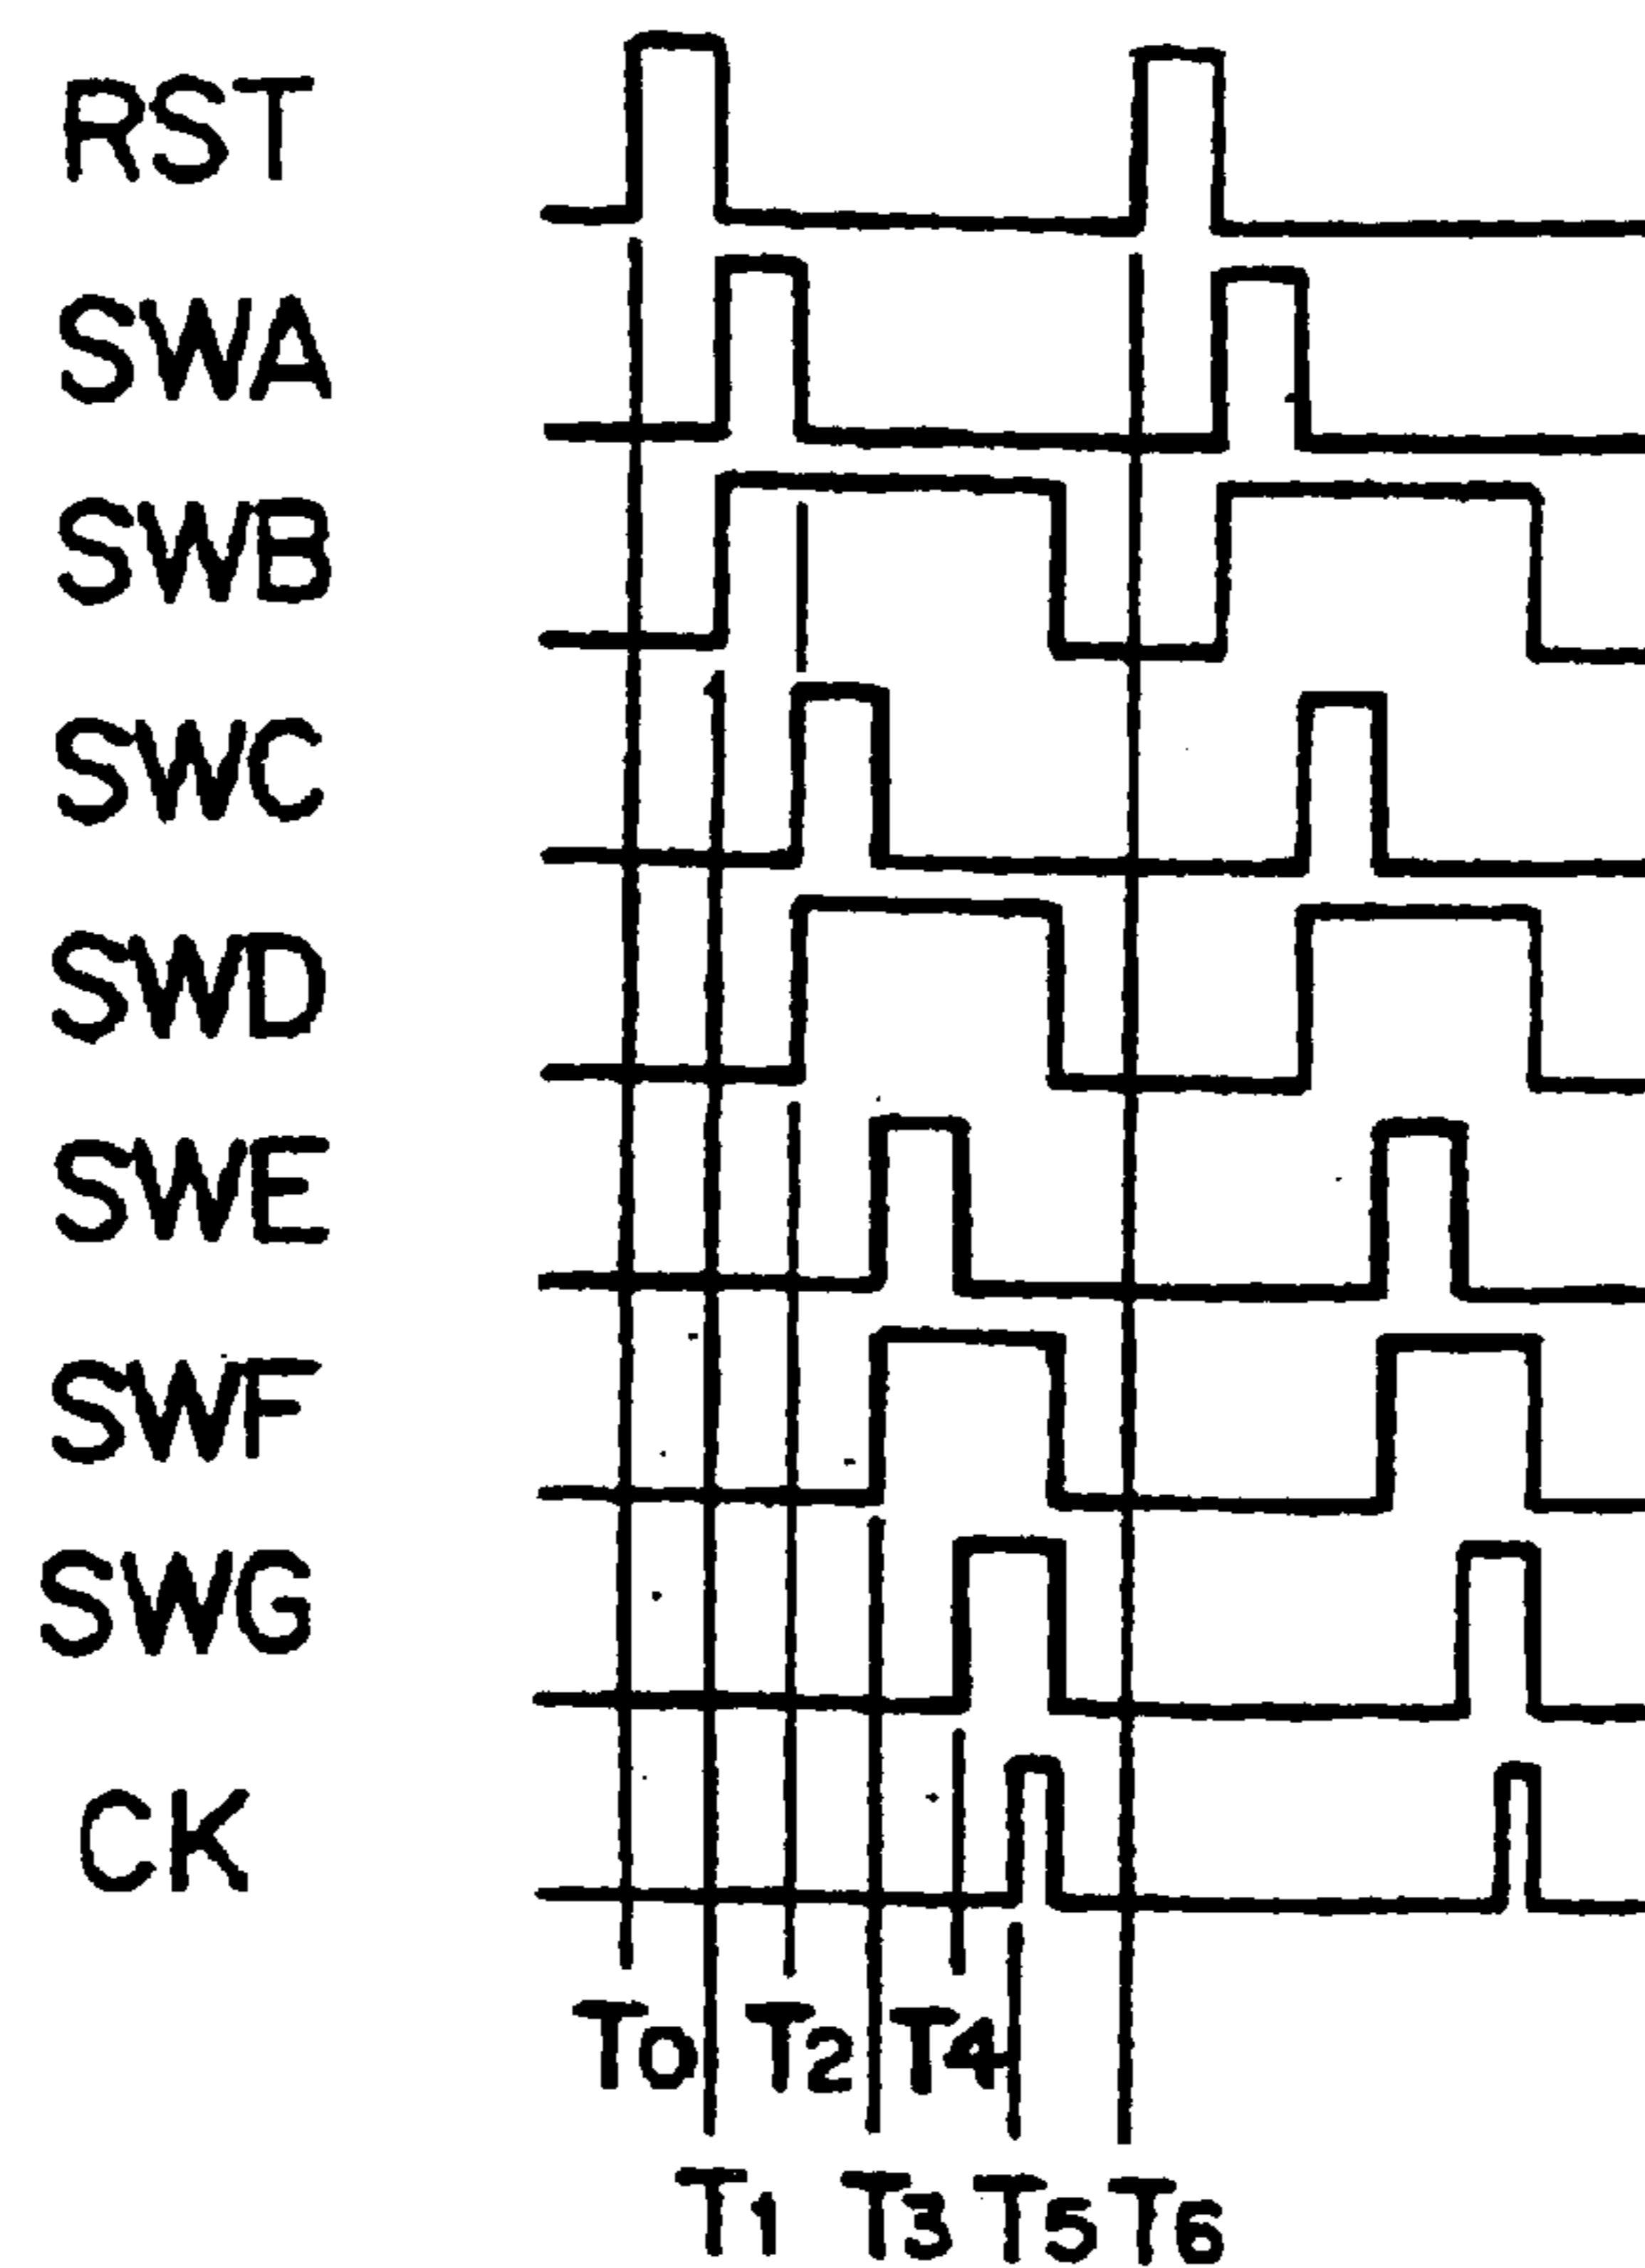 RST
SWA
SWB
SWC
SWD
SWE
SWF
SWG
CK
T0 T2 T4
T1 T3 T5 T6